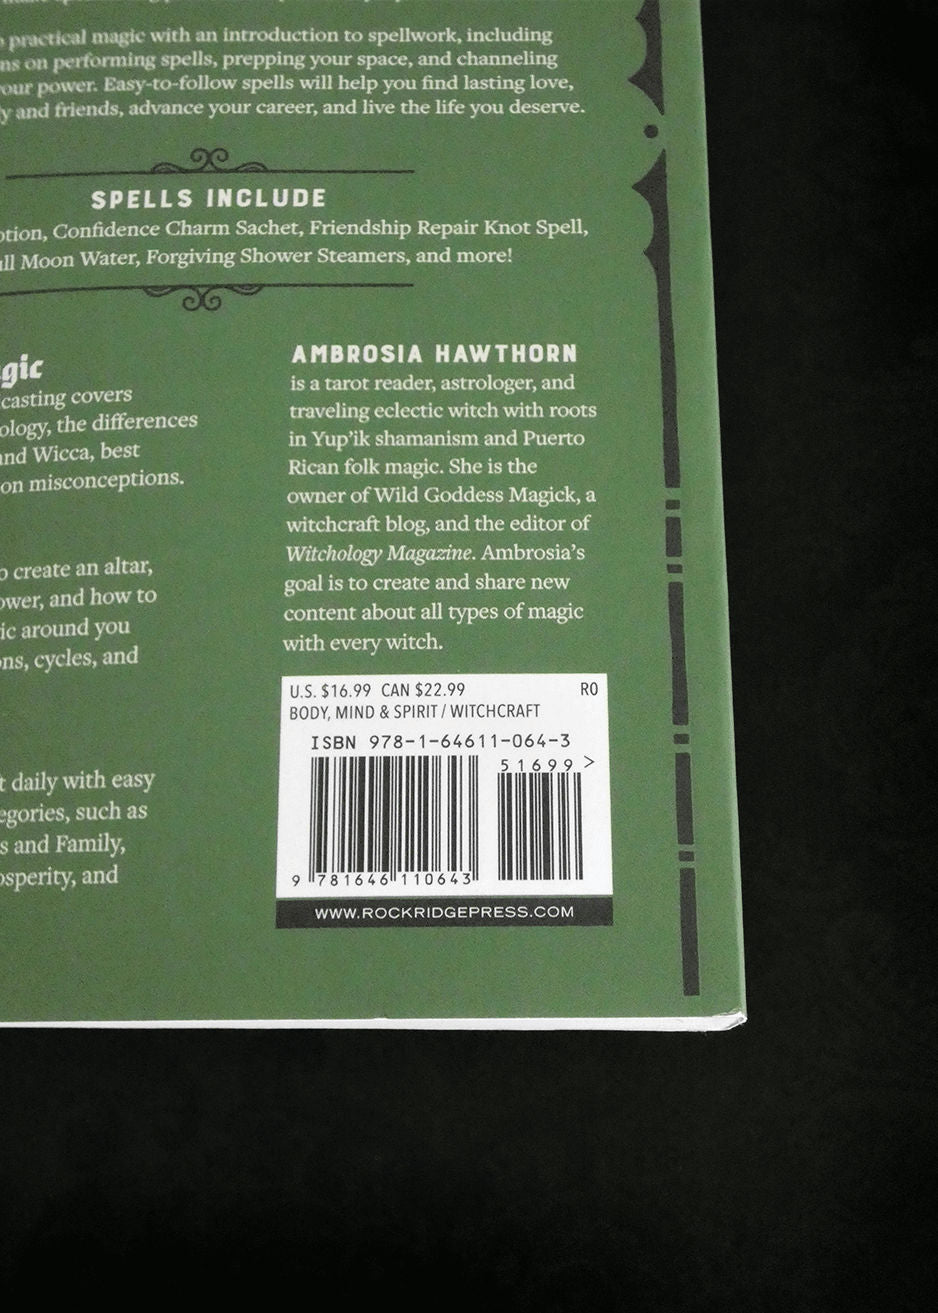 practical magic with an introduction to spellwork, including
on performing spells, prepping your space, and channeling
your power. Easy-to-follow spells will help you find lasting love,
and friends, advance your career, and live the life you deserve.
SPELLS INCLUDE
Confidence Charm Sachet, Friendship Repair Knot Spell,
Moon Water, Forgiving Shower Steamers, and more!
gic
casting covers
ology, the differences
and Wicca, best
on misconceptions.
create an altar,
ower, and how to
ic around you
ons, cycles, and
t daily with easy
egories, such as
s and Family,
osperity, and
AMBROSIA HAWTHORN
is a tarot reader, astrologer, and
traveling eclectic witch with roots
in Yup'ik shamanism and Puerto
Rican folk magic. She is the
owner of Wild Goddess Magick, a
witchcraft blog, and the editor of
Witchology Magazine. Ambrosia's
goal is to create and share new
content about all types of magic
with every witch.
U.S. $16.99 CAN $22.99 R0
BODY, MIND & SPIRIT / WITCHCRAFT
ISBN 978-1-64611-064-3
51699 >
9 781646 110643
WWW.ROCKRIDGEPRESS.COM